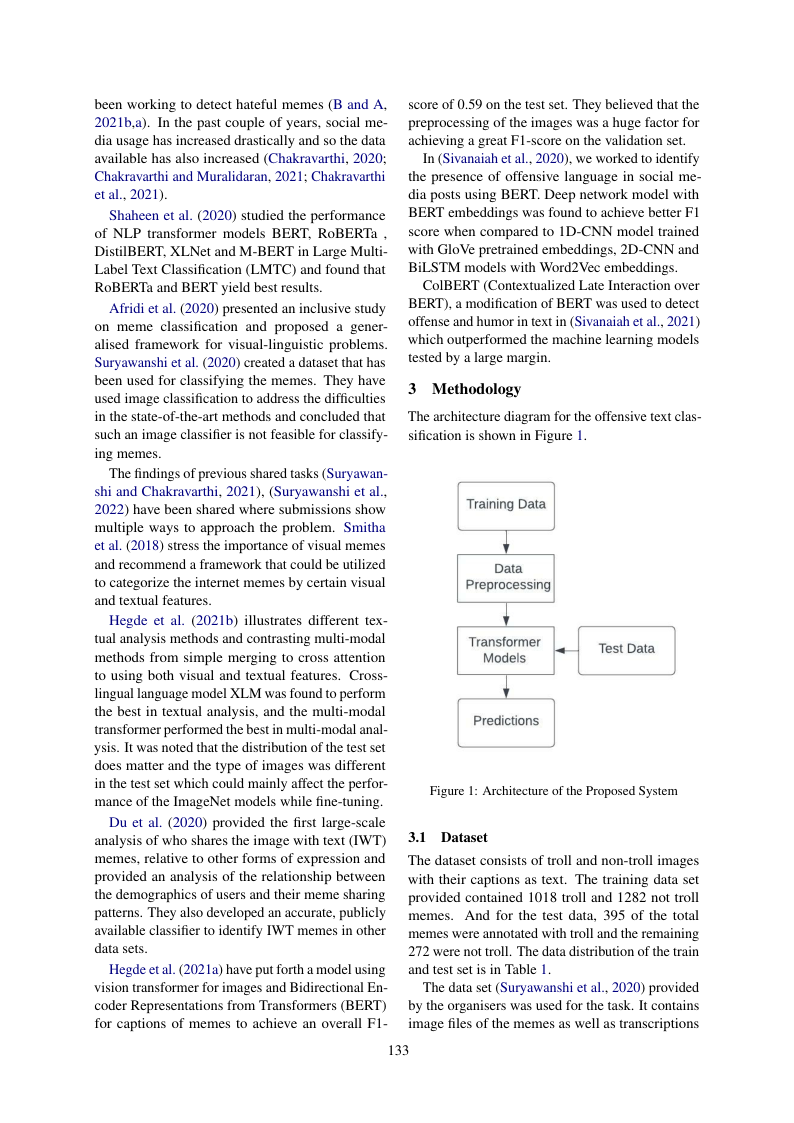 been working to detect hateful memes (B and A,
2021b,a). In the past couple of years, social me-
dia usage has increased drastically and so the data
available has also increased (Chakravarthi, 2020;
Chakravarthi and Muralidaran, 2021; Chakravarthi
et al., 2021).
Shaheen et al. (2020) studied the performance
of NLP transformer models BERT, RoBERTa ,
DistilBERT, XLNet and M-BERT in Large Multi-
Label Text Classification (LMTC) and found that
RoBERTa and BERT yield best results.
Afridi et al. (2020) presented an inclusive study
on meme classification and proposed a gener-
alised framework for visual-linguistic problems.
Suryawanshi et al. (2020) created a dataset that has
been used for classifying the memes. They have
used image classification to address the difficulties
in the state-of-the-art methods and concluded that
such an image classifier is not feasible for classify-
ing memes.
The findings of previous shared tasks (Suryawan-
shi and Chakravarthi, 2021), (Suryawanshi et al.,
2022) have been shared where submissions show
multiple ways to approach the problem. Smitha
et al. (2018) stress the importance of visual memes
and recommend a framework that could be utilized
to categorize the internet memes by certain visual
and textual features.
Hegde et al. (2021b) illustrates different tex-
tual analysis methods and contrasting multi-modal
methods from simple merging to cross attention
to using both visual and textual features. Cross-
lingual language model XLM was found to perform
the best in textual analysis, and the multi-modal
transformer performed the best in multi-modal anal-
ysis. It was noted that the distribution of the test set
does matter and the type of images was different
in the test set which could mainly affect the perfor-
mance of the ImageNet models while fine-tuning.
Du et al. (2020) provided the first large-scale
analysis of who shares the image with text (IWT)
memes, relative to other forms of expression and
provided an analysis of the relationship between
the demographics of users and their meme sharing
patterns. They also developed an accurate, publicly
available classifier to identify IWT memes in other
data sets.
Hegde et al. (2021a) have put forth a model using
vision transformer for images and Bidirectional En-
coder Representations from Transformers (BERT)
for captions of memes to achieve an overall F1-
score of 0.59 on the test set. They believed that the
preprocessing of the images was a huge factor for
achieving a great F1-score on the validation set.
In (Sivanaiah et al., 2020), we worked to identify
the presence of offensive language in social me-
dia posts using BERT. Deep network model with
BERT embeddings was found to achieve better F1
score when compared to 1D-CNN model trained
with GloVe pretrained embeddings, 2D-CNN and
BiLSTM models with Word2Vec embeddings.
ColBERT (Contextualized Late Interaction over
BERT), a modification of BERT was used to detect
offense and humor in text in (Sivanaiah et al., 2021)
which outperformed the machine learning models
tested by a large margin.
3 Methodology
The architecture diagram for the offensive text clas-
sification is shown in Figure 1.
Training Data
Data
Preprocessing
Transformer
Models
Test Data
Predictions
Figure 1: Architecture of the Proposed System
3.1 Dataset
The dataset consists of troll and non-troll images
with their captions as text. The training data set
provided contained 1018 troll and 1282 not troll
memes. And for the test data, 395 of the total
memes were annotated with troll and the remaining
272 were not troll. The data distribution of the train
and test set is in Table 1.
The data set (Suryawanshi et al., 2020) provided
by the organisers was used for the task. It contains
image files of the memes as well as transcriptions
133